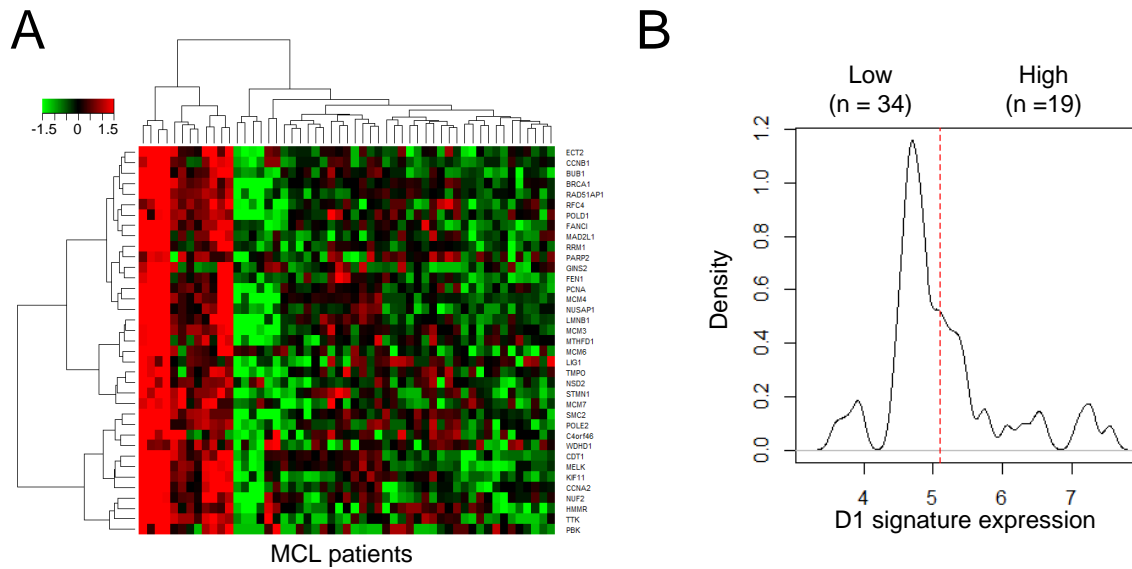 A
-1.5 0 1.5
ECT2
CCNB1
BUB1
BRCA1
RAD51AP1
RFC4
POLD1
FANCI
MAD2L1
RRM1
PARP2
GINS2
FEN1
PCNA
MCM4
NUSAP1
LMNB1
MCM3
MTHFD1
MCM6
LIG1
TMPO
NSD2
STMN1
MCM7
SMC2
POLE2
C4orf46
WDHD1
CDT1
MELK
KIF11
CCNA2
NUF2
HMMR
TTK
PBK
MCL patients
B
Low High
(n = 34) (n =19)
Density
1.2
1.0
0.8
0.6
0.4
0.2
0.0
4 5 6 7
D1 signature expression